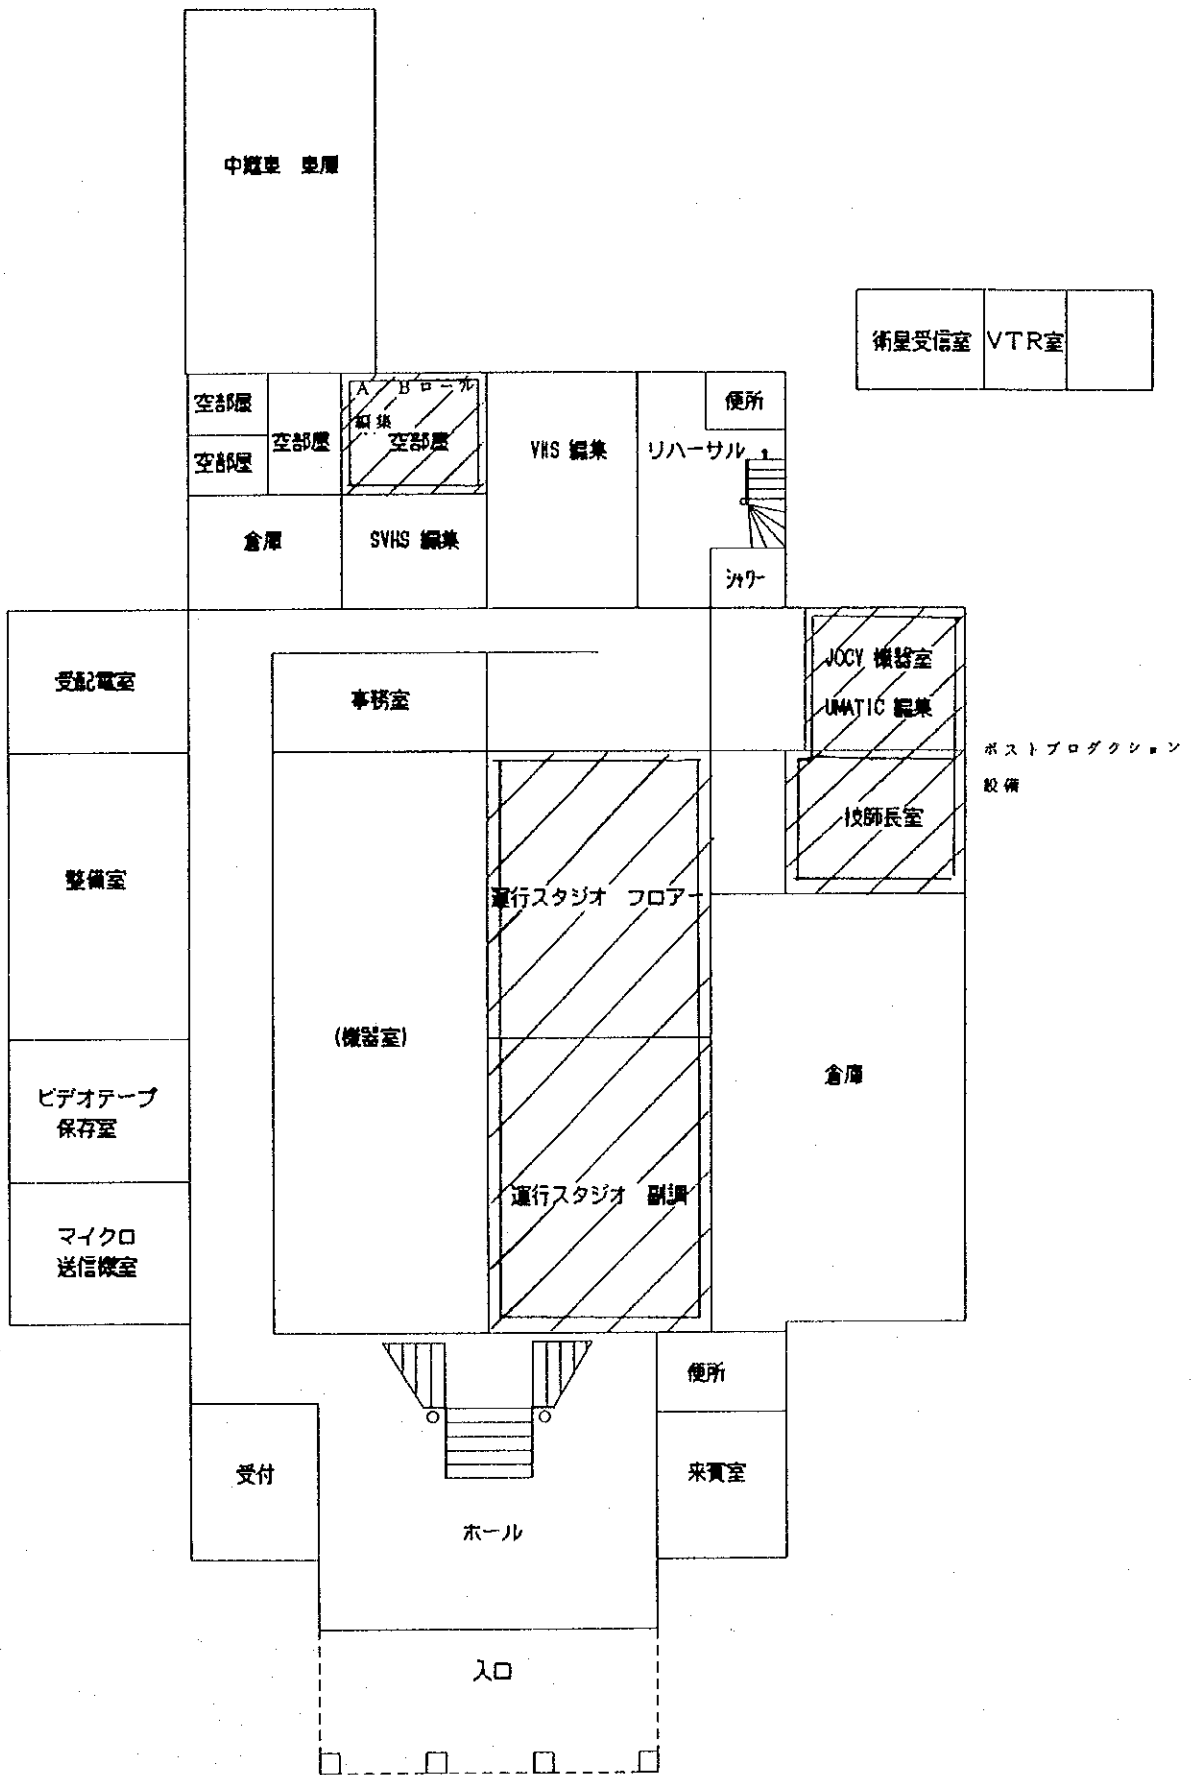 中継車 車庫
衛星受信室
VTR室
空部屋
空部屋
空部屋
A Bロール
編集
空部屋
VHS 編集
リハーサル
便所
倉庫
SVHS 編集
シャワー
受配電室
事務室
JOCV 機器室
UMATIC 編集
ポストプロダクション
設備
技師長室
整備室
運行スタジオ フロアー
(機器室)
倉庫
ビデオテープ
保存室
運行スタジオ 副調
マイクロ
送信機室
便所
受付
来賓室
ホール
入口